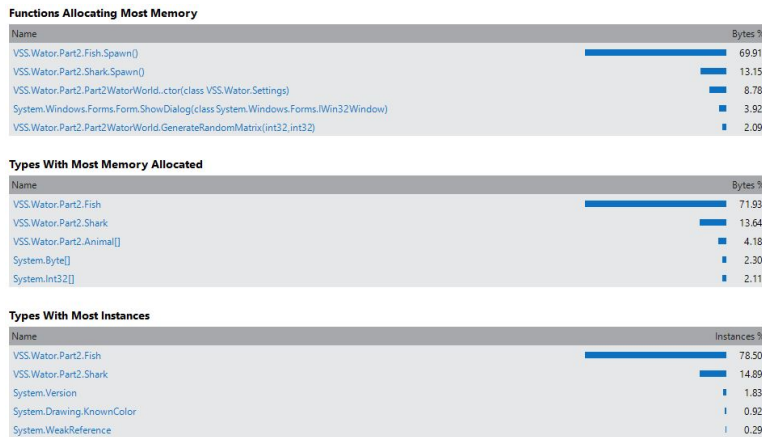 Functions Allocating Most Memory
Name Bytes %
VSS.Wator.Part2.Fish.Spawn() 69.91
VSS.Wator.Part2.Shark.Spawn() 13.15
VSS.Wator.Part2.Part2WatorWorld..ctor(class VSS.Wator.Settings) 8.78
System.Windows.Forms.Form.ShowDialog(class System.Windows.Forms.IWin32Window) 3.92
VSS.Wator.Part2.Part2WatorWorld.GenerateRandomMatrix(int32,int32) 2.09
Types With Most Memory Allocated
Name Bytes %
VSS.Wator.Part2.Fish 71.93
VSS.Wator.Part2.Shark 13.64
VSS.Wator.Part2.Animal[] 4.18
System.Byte[] 2.30
System.Int32[] 2.11
Types With Most Instances
Name Instances %
VSS.Wator.Part2.Fish 78.50
VSS.Wator.Part2.Shark 14.89
System.Version 1.83
System.Drawing.KnownColor 0.92
System.WeakReference 0.29